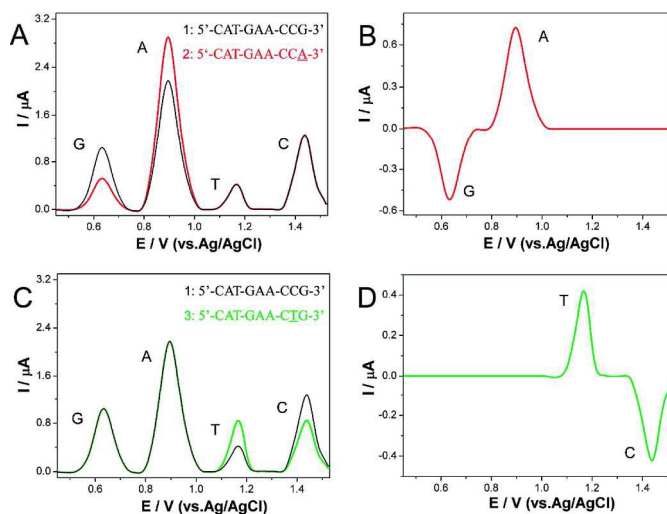 A
1: 5'-CAT-GAA-CCG-3'
2: 5'-CAT-GAA-CCA-3'
I / µA
3.6
2.4
1.2
0.0
G
A
T
C
0.6 0.8 1.0 1.2 1.4
E / V (vs.Ag/AgCl)
B
I / µA
0.6
0.3
0.0
-0.3
-0.6
A
G
0.6 0.8 1.0 1.2 1.4
E / V (vs.Ag/AgCl)
C
1: 5'-CAT-GAA-CCG-3'
3: 5'-CAT-GAA-CTG-3'
I / µA
3.2
2.4
1.6
0.8
0.0
G
A
T
C
0.6 0.8 1.0 1.2 1.4
E / V (vs.Ag/AgCl)
D
I / µA
0.4
0.2
0.0
-0.2
-0.4
T
C
0.6 0.8 1.0 1.2 1.4
E / V (vs.Ag/AgCl)